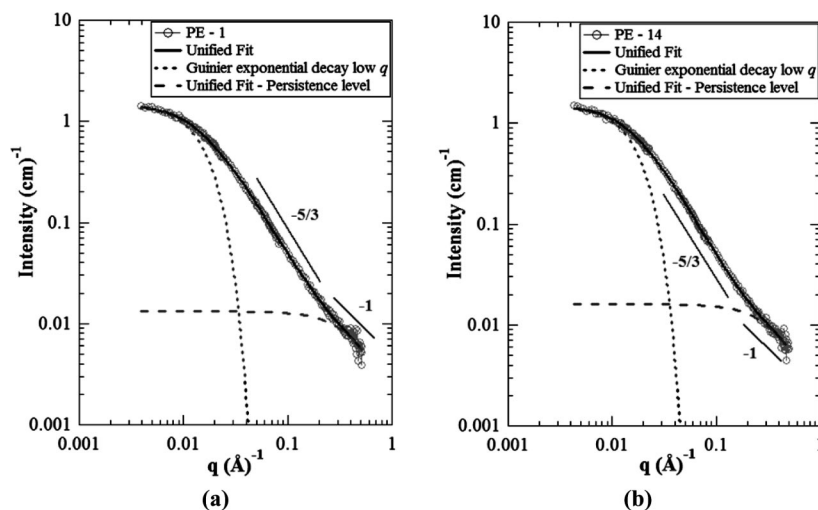 10
PE - 1
Unified Fit
Guinier exponential decay low q
Unified Fit - Persistence level
1
0.1
0.01
0.001
Intensity (cm)⁻¹
-5/3
-1
0.001 0.01 0.1 1
q (Å)⁻¹
(a)
10
PE - 14
Unified Fit
Guinier exponential decay low q
Unified Fit - Persistence level
1
0.1
0.01
0.001
Intensity (cm)⁻¹
-5/3
-1
0.001 0.01 0.1 1
q (Å)⁻¹
(b)